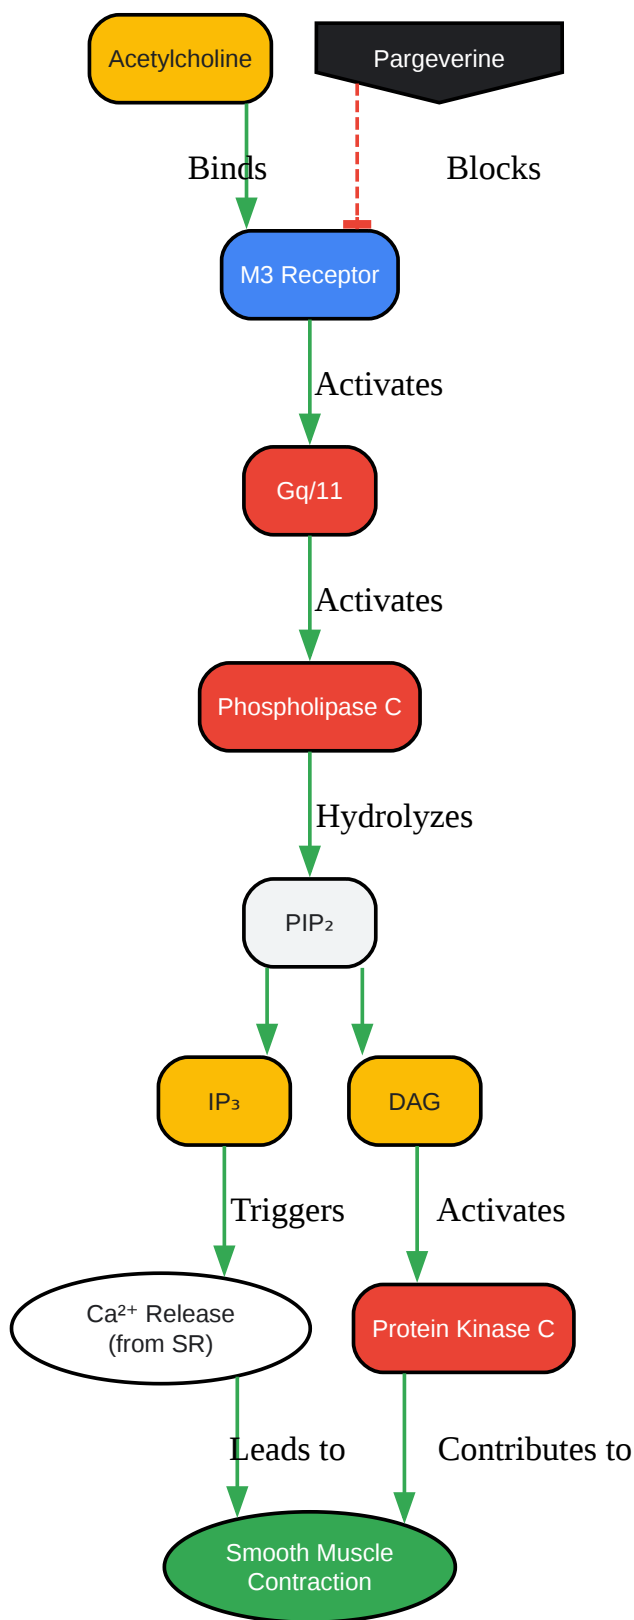 Acetylcholine
Pargeverine
Binds
Blocks
M3 Receptor
Activates
Gq/11
Activates
Phospholipase C
Hydrolyzes
PIP₂
IP₃
DAG
Triggers
Activates
Ca²⁺ Release
(from SR)
Protein Kinase C
Leads to
Contributes to
Smooth Muscle
Contraction